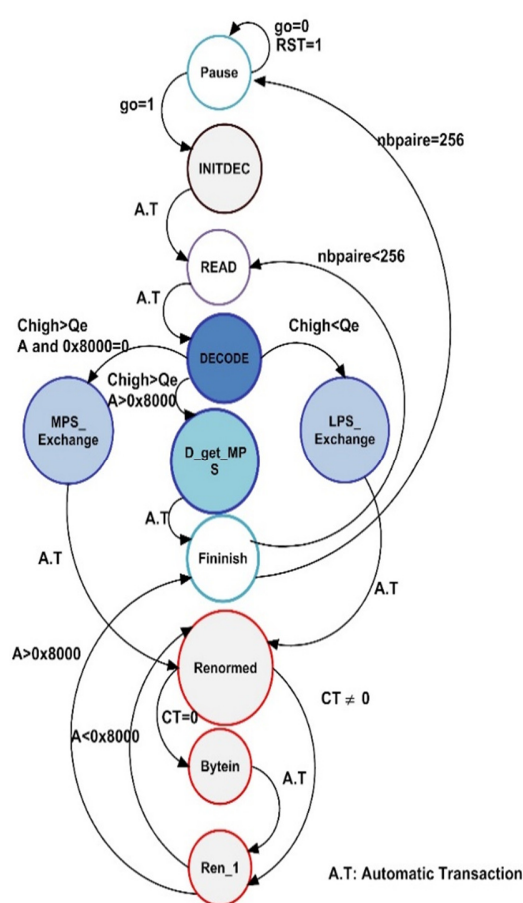 go=0
RST=1
Pause
go=1
nbpaire=256
INITDEC
A.T
READ
nbpaire<256
A.T
Chigh>Qe
A and 0x8000=0
Chigh<Qe
DECODE
Chigh>Qe
A>0x8000
MPS_
Exchange
LPS_
Exchange
D_get_MP
S
A.T
Fininish
A.T
A.T
A>0x8000
Renormed
CT ≠ 0
CT=0
A<0x8000
Bytein
A.T
Ren_1
A.T: Automatic Transaction